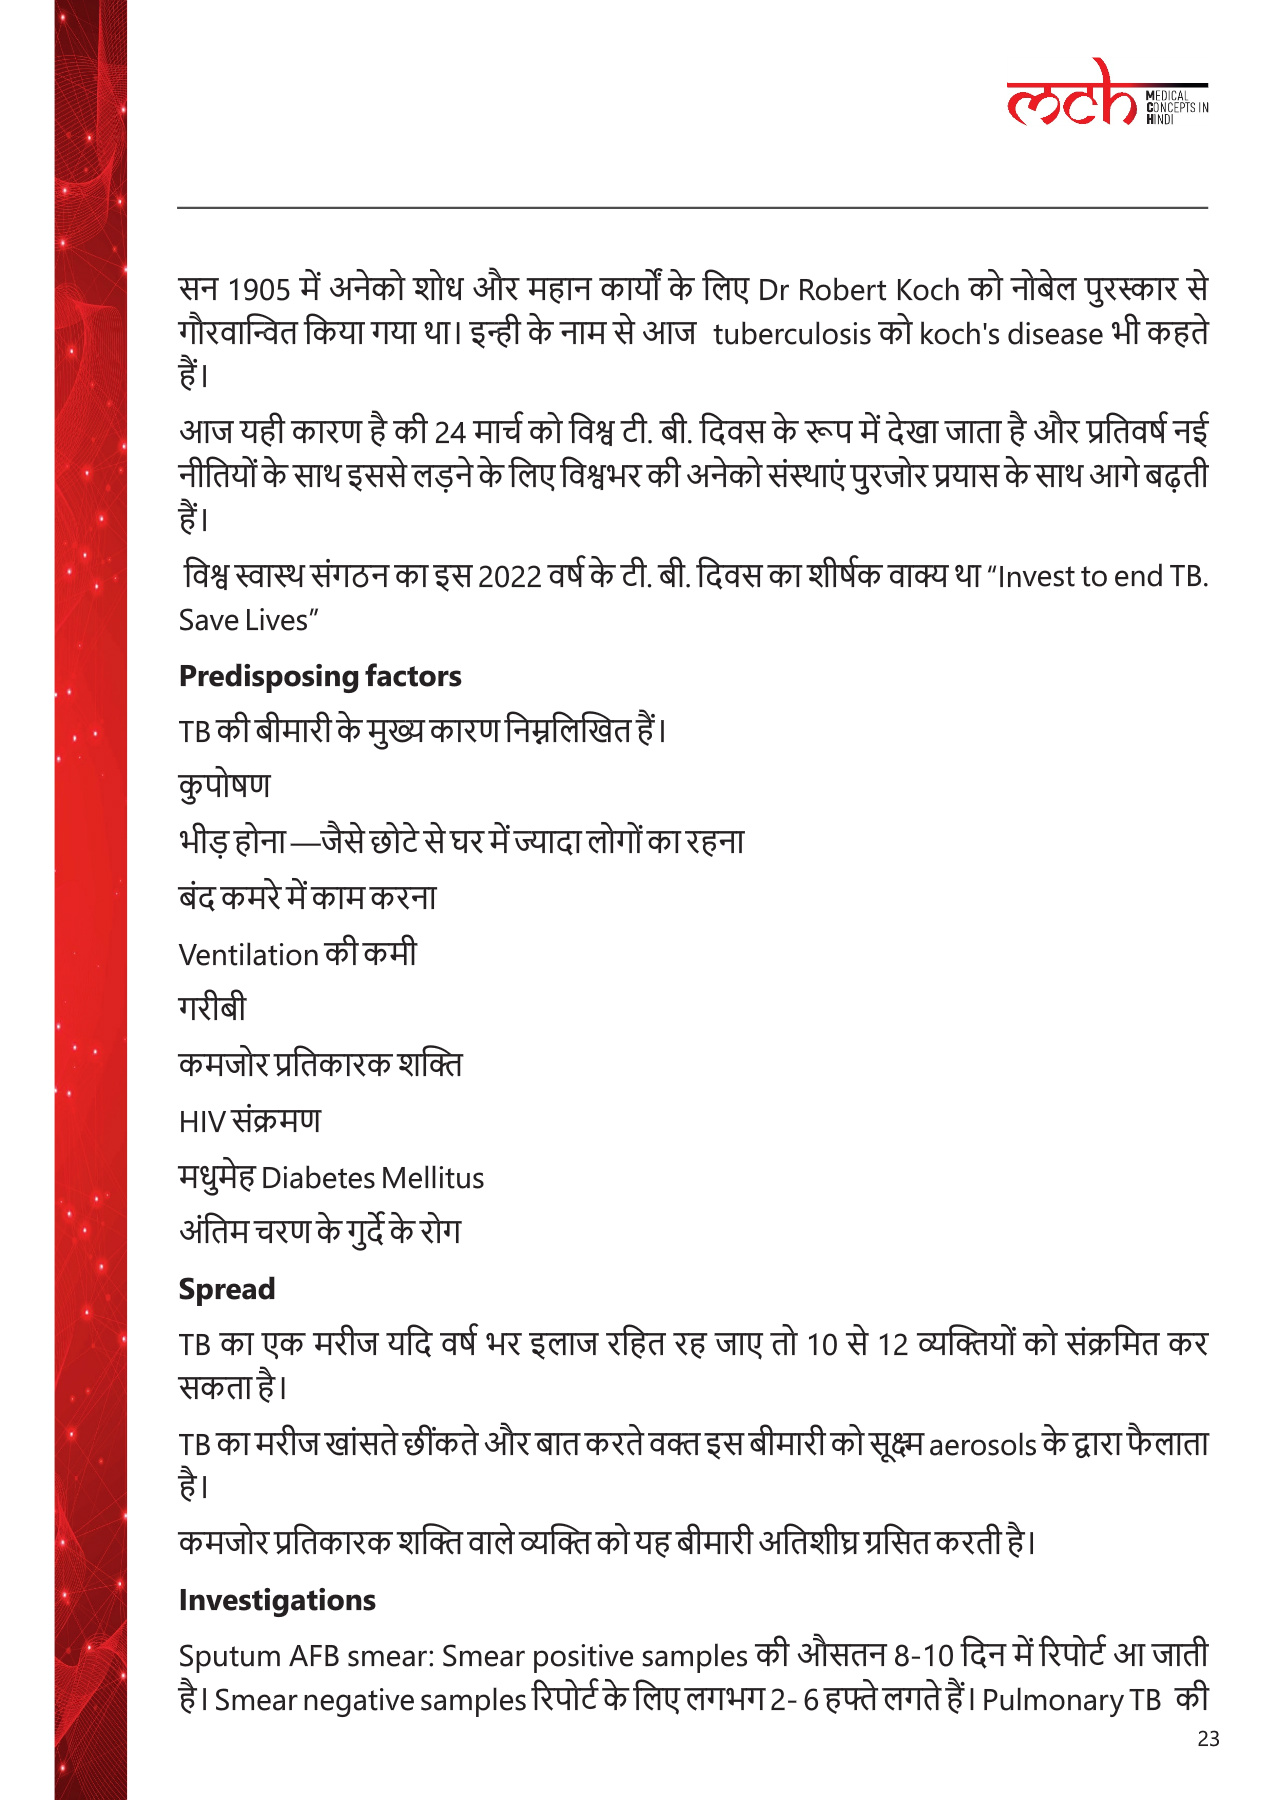 mch
MEDICAL
CONCEPTS IN
HINDI
सन 1905 में अनेको शोध और महान कार्यों के लिए Dr Robert Koch को नोबेल पुरस्कार से
गौरवान्वित किया गया था। इन्ही के नाम से आज tuberculosis को koch's disease भी कहते
हैं।
आज यही कारण है की 24 मार्च को विश्व टी. बी. दिवस के रूप में देखा जाता है और प्रतिवर्ष नई
नीतियों के साथ इससे लड़ने के लिए विश्वभर की अनेको संस्थाएं पुरजोर प्रयास के साथ आगे बढ़ती
हैं।
विश्व स्वास्थ संगठन का इस 2022 वर्ष के टी. बी. दिवस का शीर्षक वाक्य था “Invest to end TB.
Save Lives”
Predisposing factors
TB की बीमारी के मुख्य कारण निम्नलिखित हैं।
कुपोषण
भीड़ होना —जैसे छोटे से घर में ज्यादा लोगों का रहना
बंद कमरे में काम करना
Ventilation की कमी
गरीबी
कमजोर प्रतिकारक शक्ति
HIV संक्रमण
मधुमेह Diabetes Mellitus
अंतिम चरण के गुर्दे के रोग
Spread
TB का एक मरीज यदि वर्ष भर इलाज रहित रह जाए तो 10 से 12 व्यक्तियों को संक्रमित कर
सकता है।
TB का मरीज खांसते छींकते और बात करते वक्त इस बीमारी को सूक्ष्म aerosols के द्वारा फैलाता
है।
कमजोर प्रतिकारक शक्ति वाले व्यक्ति को यह बीमारी अतिशीघ्र ग्रसित करती है।
Investigations
Sputum AFB smear: Smear positive samples की औसतन 8-10 दिन में रिपोर्ट आ जाती
है। Smear negative samples रिपोर्ट के लिए लगभग 2- 6 हफ्ते लगते हैं। Pulmonary TB की
23